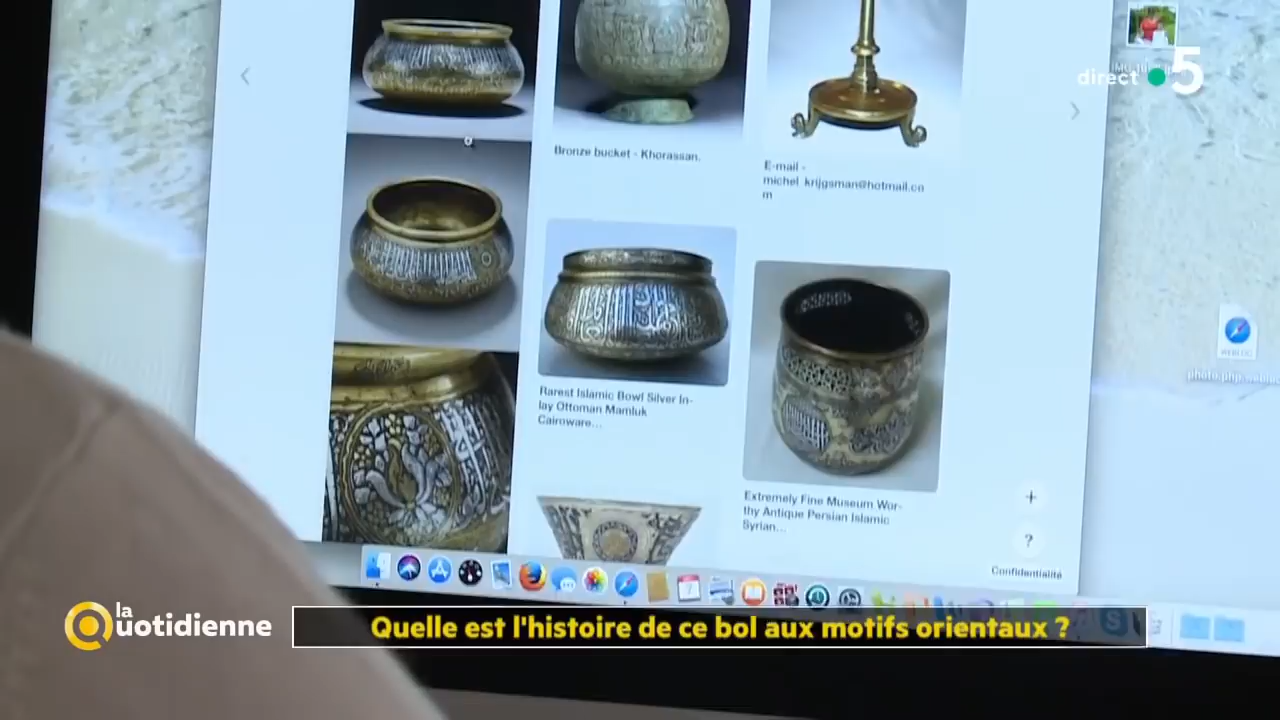 direct 5
Bronze bucket - Khorassan.
E-mail -
michel_krijgsman@hotmail.co
m
Rarest Islamic Bowl Silver In-
lay Ottoman Mamluk
Cairoware...
Extremely Fine Museum Wor-
thy Antique Persian Islamic
Syrian...
+
?
Confidentialité
la
Quotidienne
Quelle est l'histoire de ce bol aux motifs orientaux ?